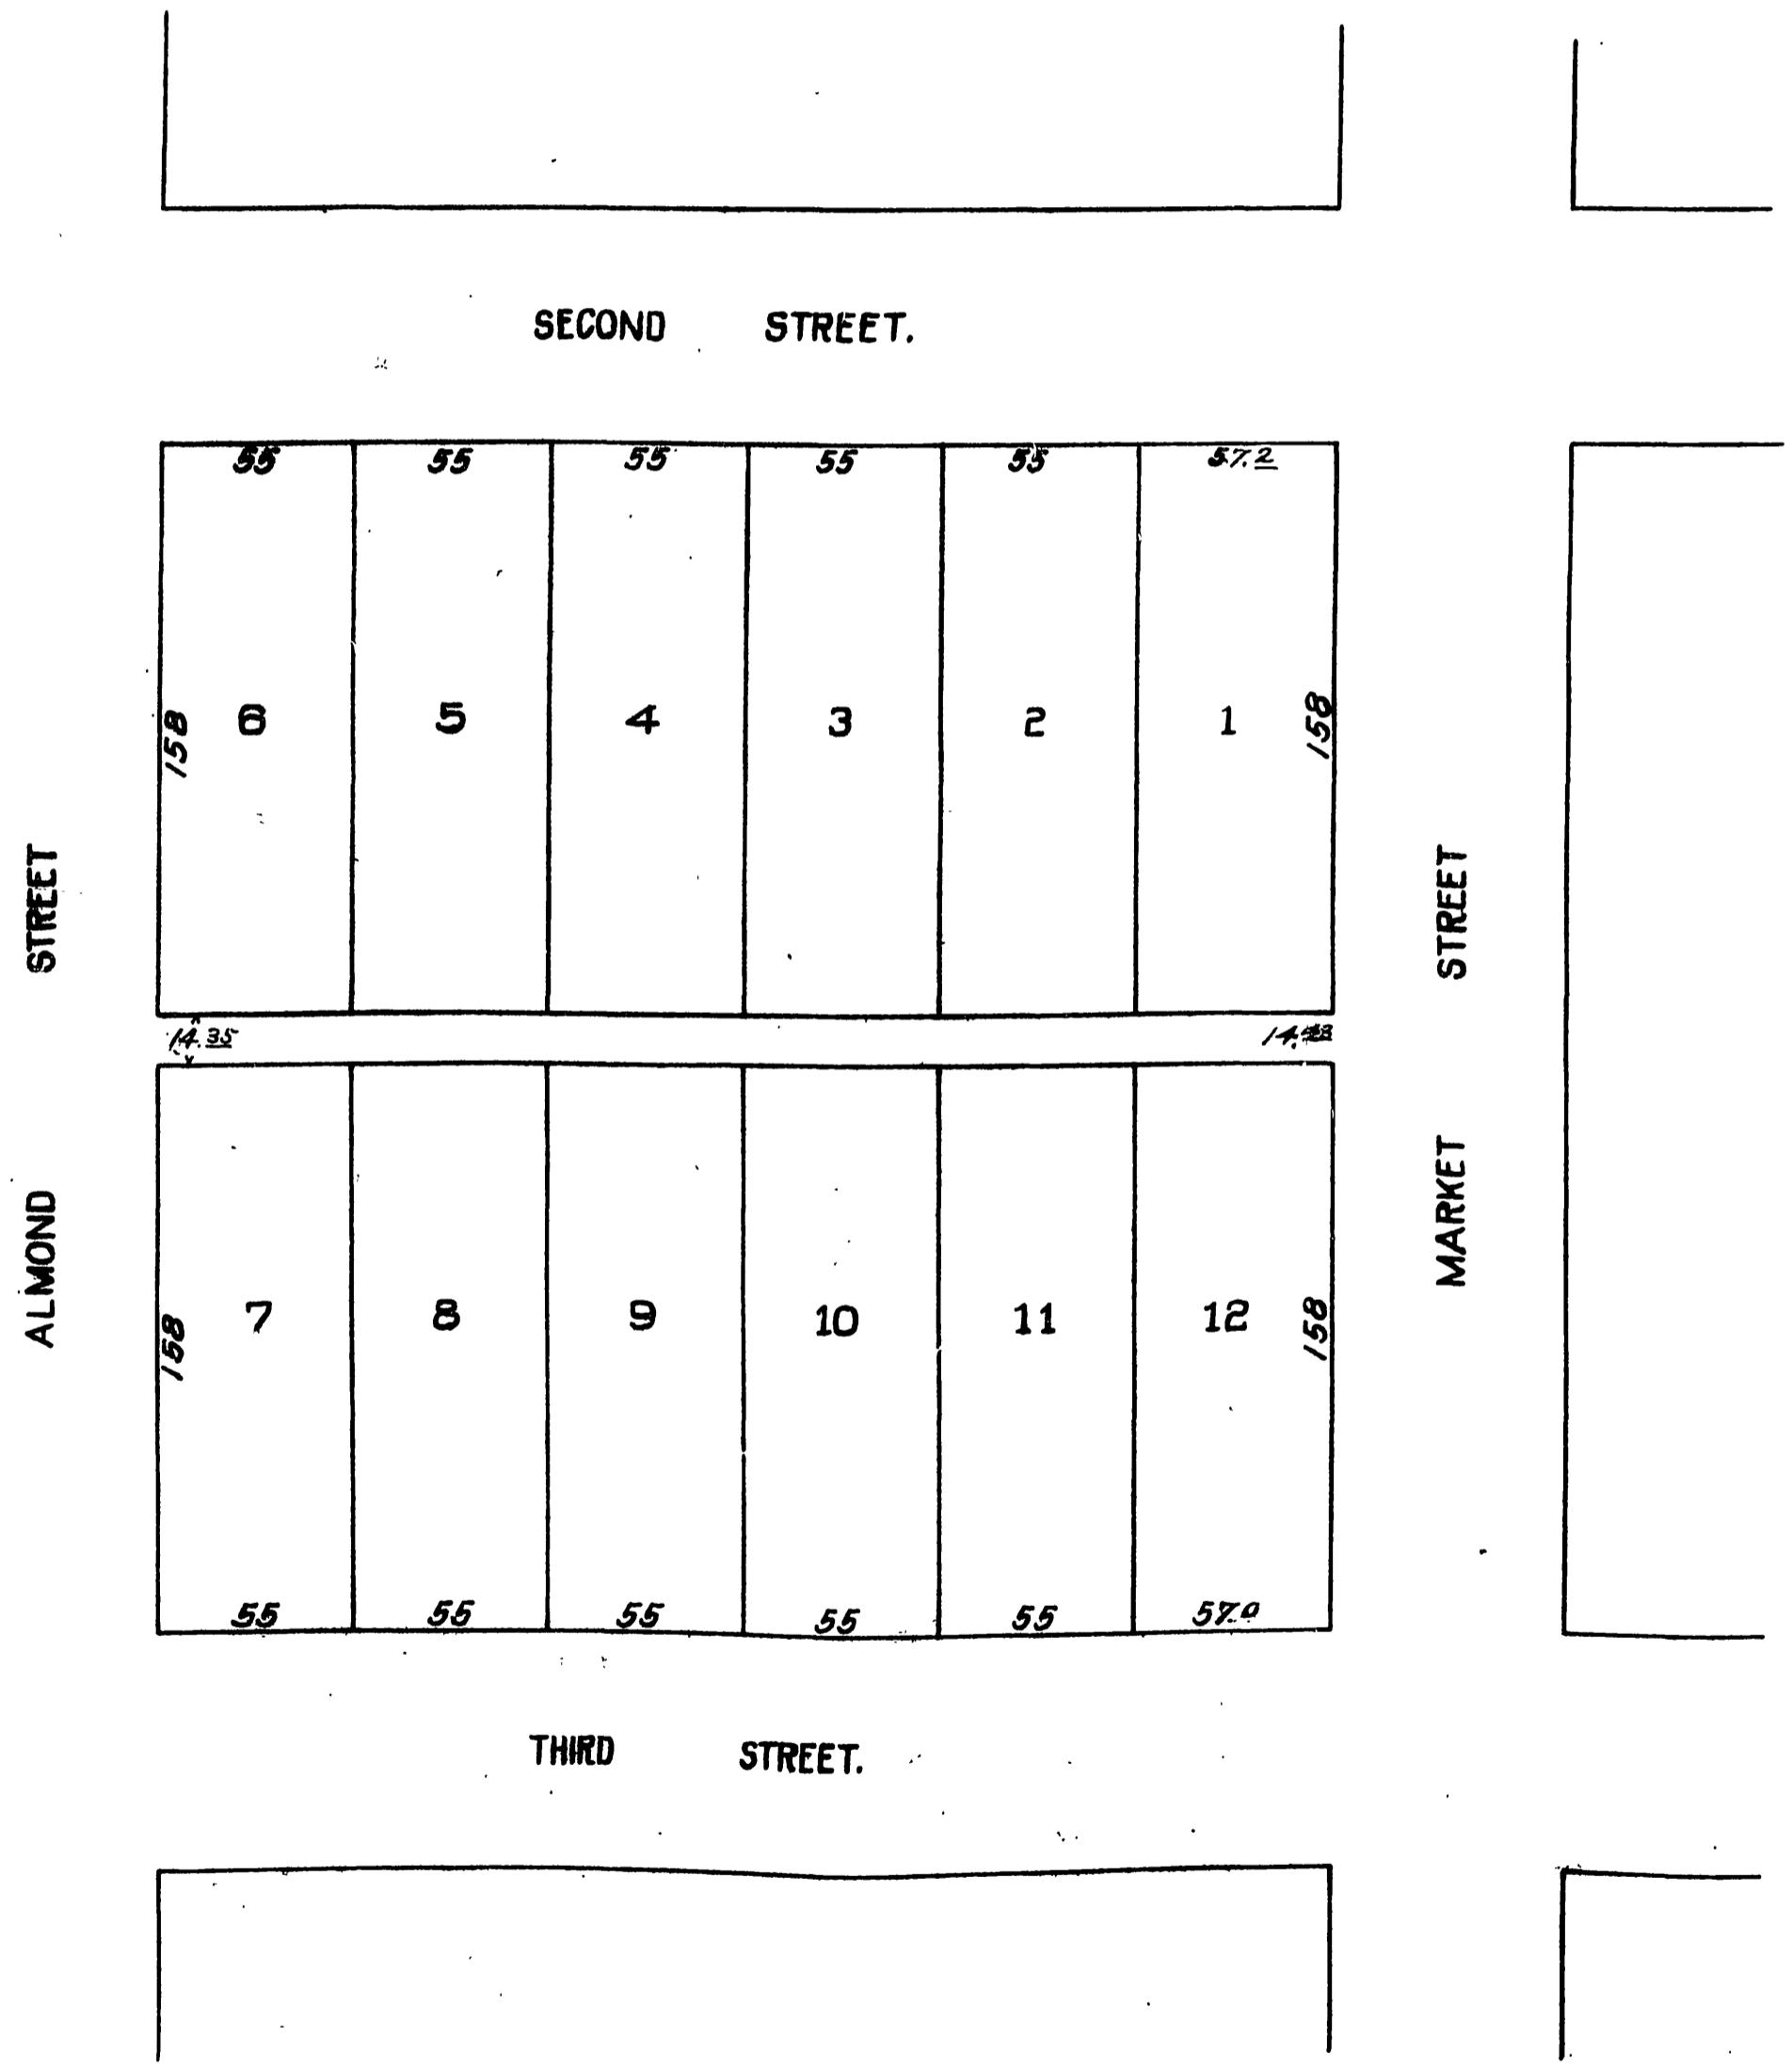 SECOND STREET.
55 55 55 55 55 57.2
6 5 4 3 2 1
158 158
STREET
STREET
14.35
ALMOND
MARKET
7 8 9 10 11 12
158 158
55 55 55 55 55 57.0
THIRD STREET.